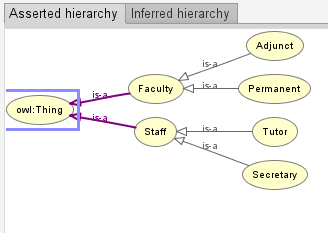 Asserted hierarchy Inferred hierarchy
Adjunct
is-a
is-a Faculty is-a Permanent
owl:Thing
is-a Staff is-a Tutor
is-a
Secretary